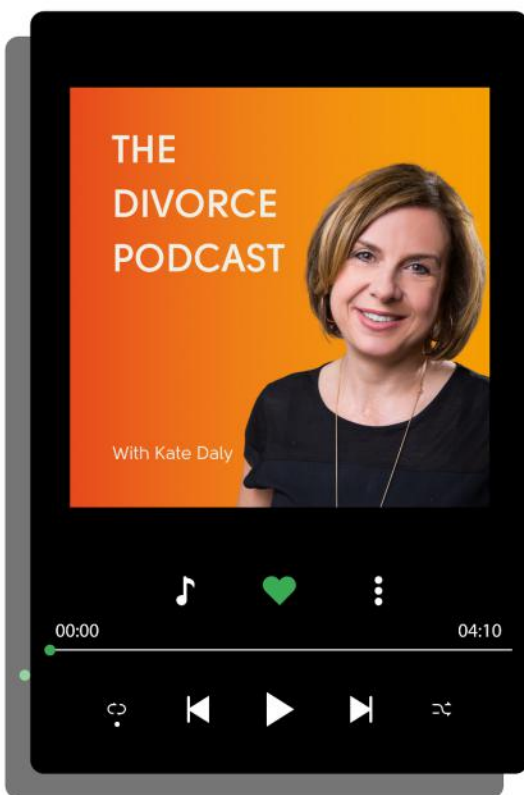 THE
DIVORCE
PODCAST
With Kate Daly
00:00 04:10